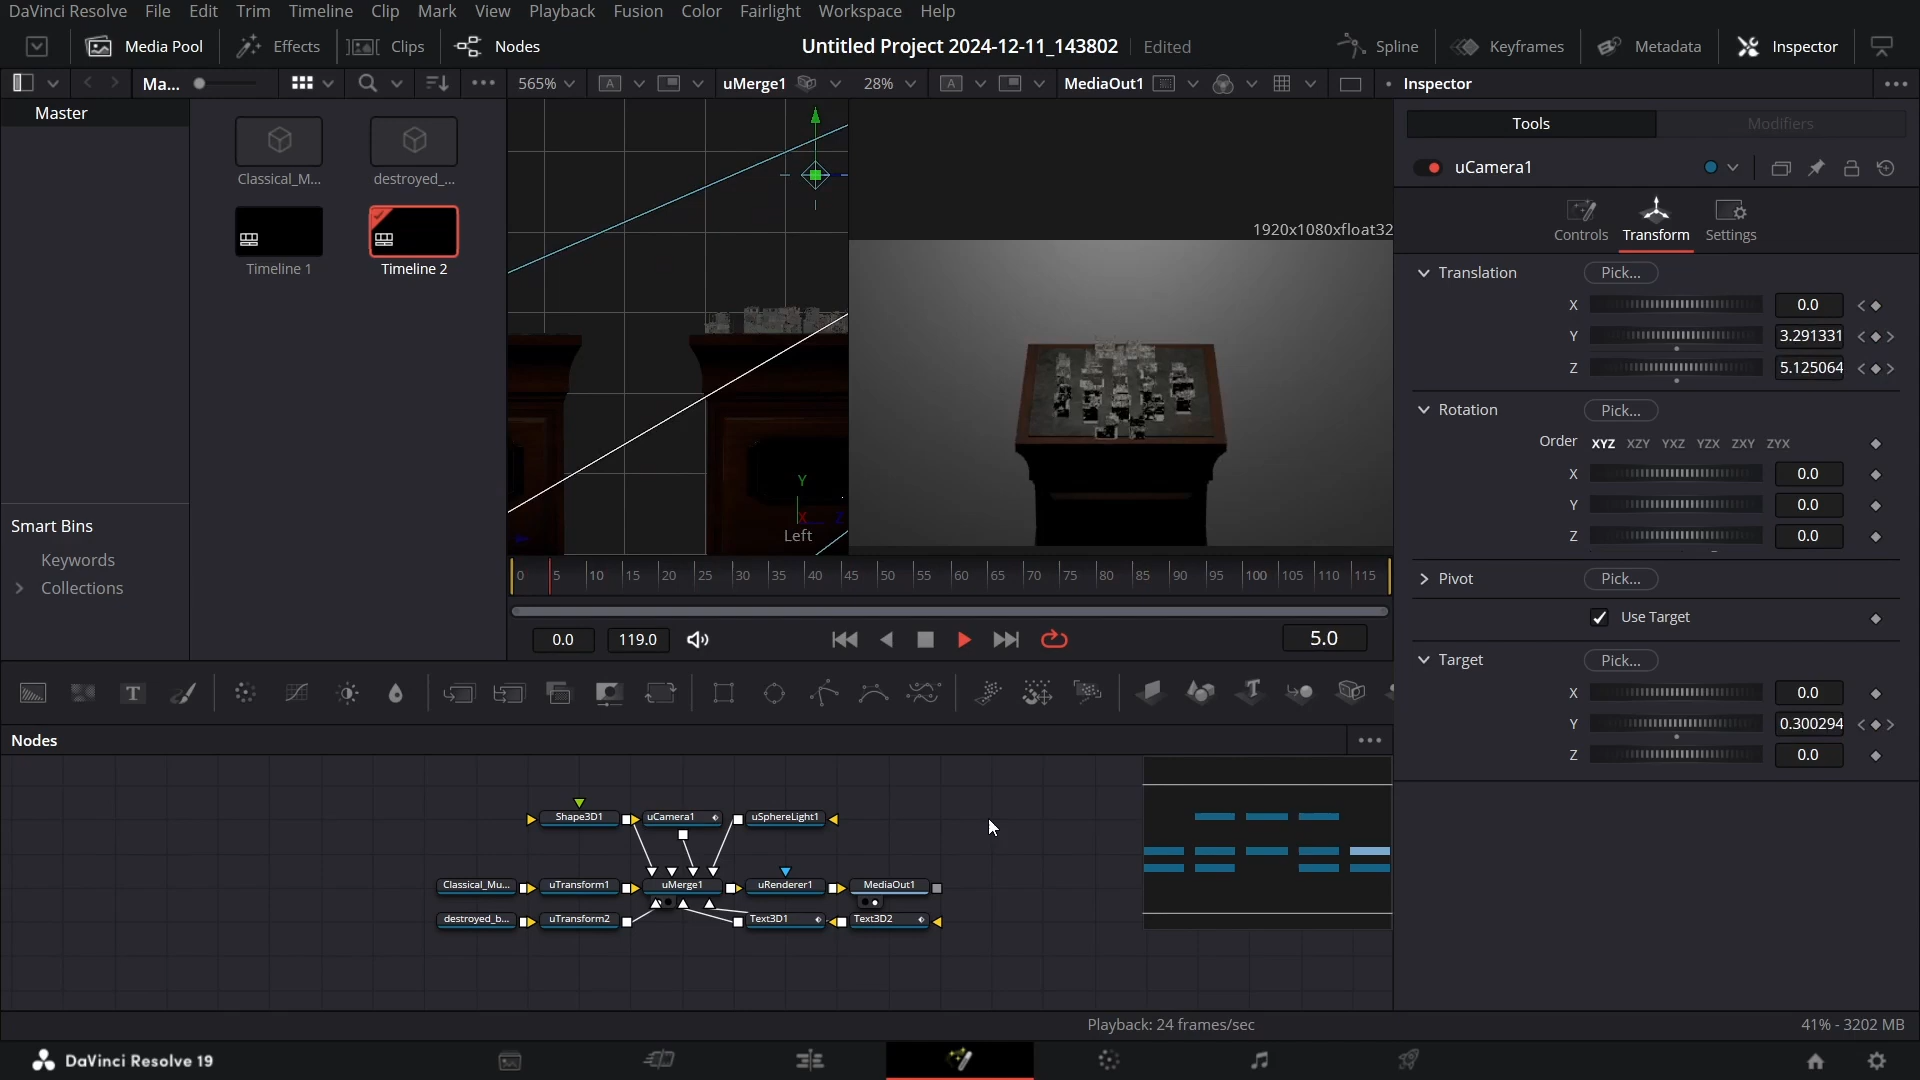 DaVinci Resolve File Edit Trim Timeline Clip Mark View Playback Fusion Color Fairlight Workspace Help
Media Pool Effects Clips Nodes Untitled Project 2024-12-11_143802 Edited Spline Keyframes Metadata Inspector
Ma... 565% A uMerge1 28% A MediaOut1 Inspector
Master
Classical_M... destroyed_...
Timeline 1 Timeline 2
Smart Bins
Keywords
Collections
1920x1080xfloat32
Y
X Z
Left
0 5 10 15 20 25 30 35 40 45 50 55 60 65 70 75 80 85 90 95 100 105 110 115
0.0 119.0 5.0
Tools Modifiers
uCamera1
Controls Transform Settings
Translation Pick...
X 0.0
Y 3.291331
Z 5.125064
Rotation Pick...
Order XYZ XZY YXZ YZX ZXY ZYX
X 0.0
Y 0.0
Z 0.0
Pivot Pick...
Use Target
Target Pick...
X 0.0
Y 0.300294
Z 0.0
T T
Nodes
Shape3D1 uCamera1 uSphereLight1
Classical_Mu... uTransform1 uMerge1 uRenderer1 MediaOut1
destroyed_b... uTransform2 Text3D1 Text3D2
Playback: 24 frames/sec 41% - 3202 MB
DaVinci Resolve 19